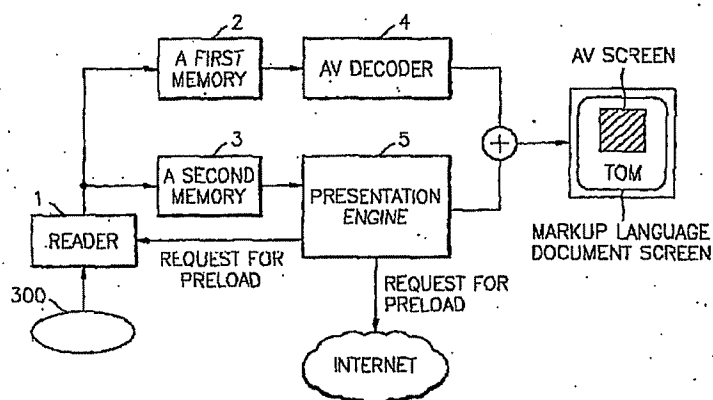 2
A FIRST
MEMORY
4
AV DECODER
AV SCREEN
TOM
MARKUP LANGUAGE
DOCUMENT SCREEN
3
A SECOND
MEMORY
5
PRESENTATION
ENGINE
+
1
READER
REQUEST FOR
PRELOAD
REQUEST FOR
PRELOAD
300
INTERNET